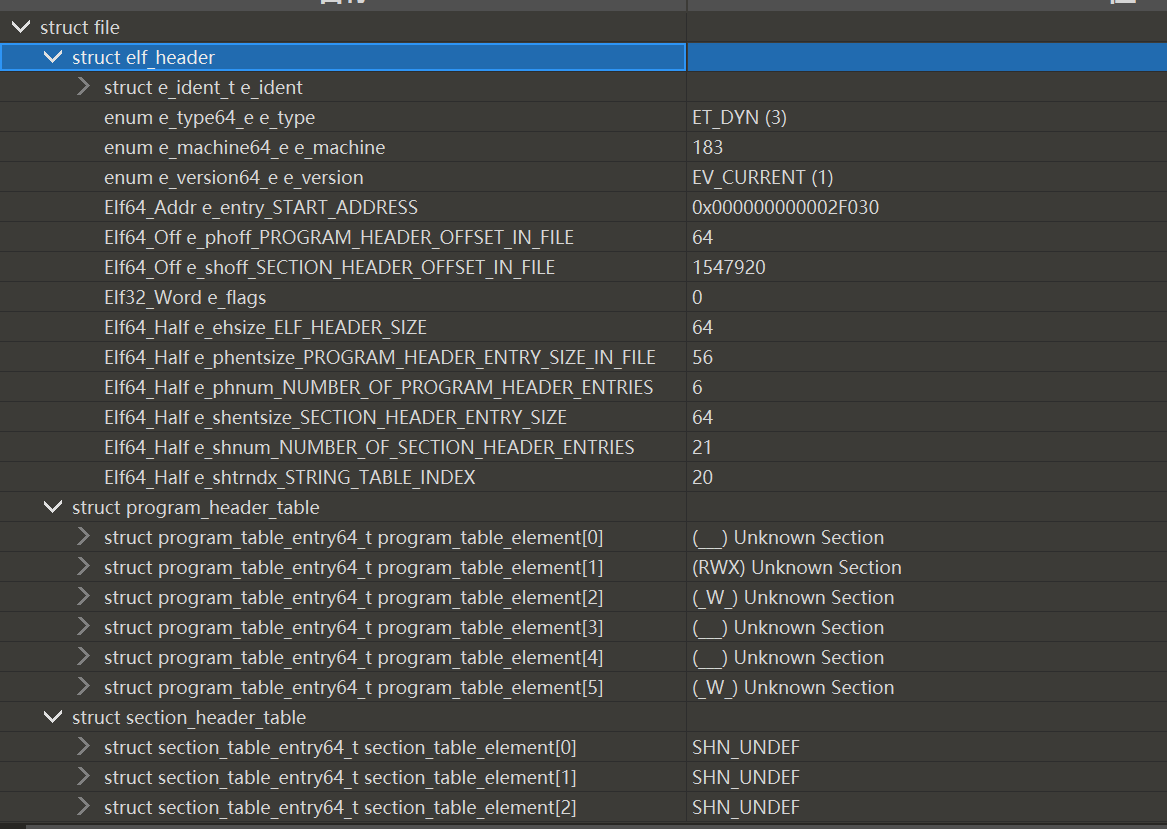 struct file
struct elf_header
struct e_ident_t e_ident
enum e_type64_e e_type ET_DYN (3)
enum e_machine64_e e_machine 183
enum e_version64_e e_version EV_CURRENT (1)
Elf64_Addr e_entry_START_ADDRESS 0x000000000002F030
Elf64_Off e_phoff_PROGRAM_HEADER_OFFSET_IN_FILE 64
Elf64_Off e_shoff_SECTION_HEADER_OFFSET_IN_FILE 1547920
Elf32_Word e_flags 0
Elf64_Half e_ehsize_ELF_HEADER_SIZE 64
Elf64_Half e_phentsize_PROGRAM_HEADER_ENTRY_SIZE_IN_FILE 56
Elf64_Half e_phnum_NUMBER_OF_PROGRAM_HEADER_ENTRIES 6
Elf64_Half e_shentsize_SECTION_HEADER_ENTRY_SIZE 64
Elf64_Half e_shnum_NUMBER_OF_SECTION_HEADER_ENTRIES 21
Elf64_Half e_shtrndx_STRING_TABLE_INDEX 20
struct program_header_table
struct program_table_entry64_t program_table_element[0] (___) Unknown Section
struct program_table_entry64_t program_table_element[1] (RWX) Unknown Section
struct program_table_entry64_t program_table_element[2] (_W_) Unknown Section
struct program_table_entry64_t program_table_element[3] (___) Unknown Section
struct program_table_entry64_t program_table_element[4] (___) Unknown Section
struct program_table_entry64_t program_table_element[5] (_W_) Unknown Section
struct section_header_table
struct section_table_entry64_t section_table_element[0] SHN_UNDEF
struct section_table_entry64_t section_table_element[1] SHN_UNDEF
struct section_table_entry64_t section_table_element[2] SHN_UNDEF